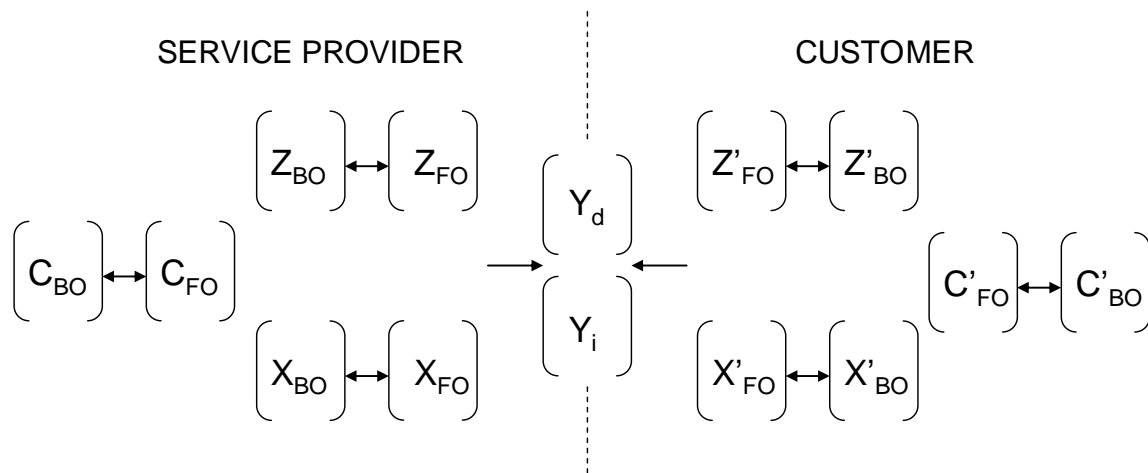 SERVICE PROVIDER CUSTOMER
Z_BO Z_FO Z'_FO Z'_BO
Y_d
C_BO C_FO C'_FO C'_BO
Y_i
X_BO X_FO X'_FO X'_BO